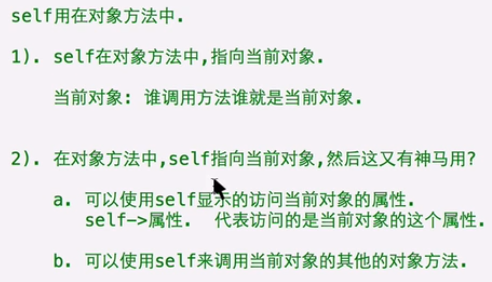 self用在对象方法中.
1). self在对象方法中,指向当前对象.
当前对象: 谁调用方法谁就是当前对象.
2). 在对象方法中,self指向当前对象,然后这又有神马用?
a. 可以使用self显示的访问当前对象的属性.
self->属性. 代表访问的是当前对象的这个属性.
b. 可以使用self来调用当前对象的其他的对象方法.